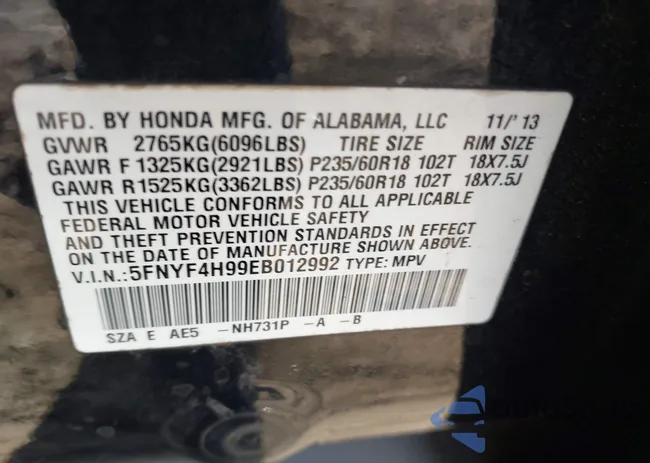 MFD. BY HONDA MFG. OF ALABAMA, LLC 11/'13
GVWR 2765KG(6096LBS) TIRE SIZE RIM SIZE
GAWR F1325KG(2921LBS) P235/60R18 102T 18X7.5J
GAWR R1525KG(3362LBS) P235/60R18 102T 18X7.5J
THIS VEHICLE CONFORMS TO ALL APPLICABLE
FEDERAL MOTOR VEHICLE SAFETY
AND THEFT PREVENTION STANDARDS IN EFFECT
ON THE DATE OF MANUFACTURE SHOWN ABOVE.
V.I.N.:5FNYF4H99EB012992 TYPE: MPV
SZA E AE5 -NH731P -A -B